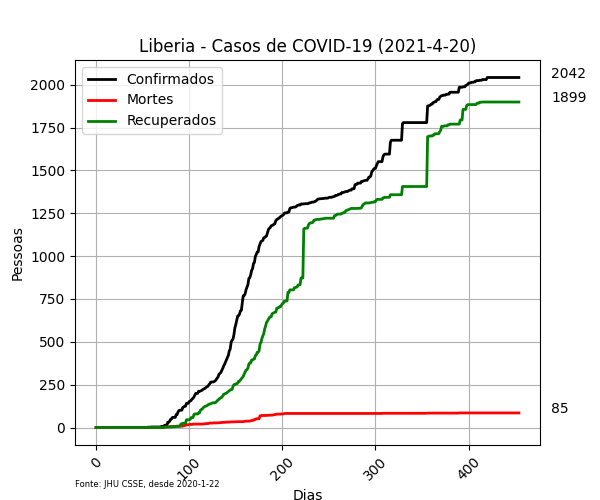 Liberia - Casos de COVID-19 (2021-4-20)
Confirmados
Mortes
Recuperados
2042
1899
85
2000
1750
1500
1250
1000
750
500
250
0
Pessoas
0
100
200
300
400
Fonte: JHU CSSE, desde 2020-1-22
Dias